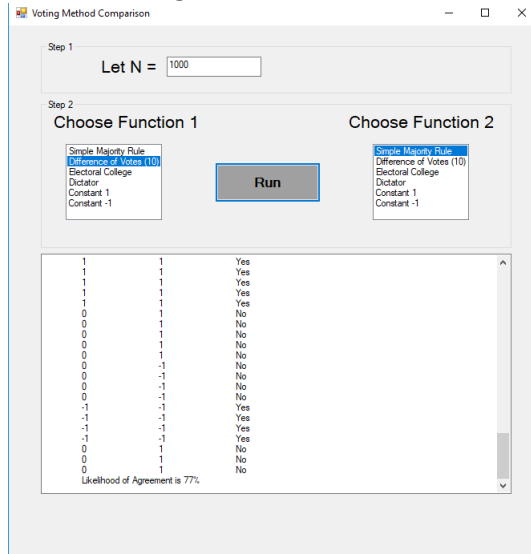 Voting Method Comparison
Step 1
Let N = 1000
Step 2
Choose Function 1
Choose Function 2
Simple Majority Rule
Difference of Votes (10)
Electoral College
Dictator
Constant 1
Constant -1
Run
Simple Majority Rule
Difference of Votes (10)
Electoral College
Dictator
Constant 1
Constant -1
1 1 Yes
1 1 Yes
1 1 Yes
1 1 Yes
1 1 Yes
0 1 No
0 1 No
0 1 No
0 1 No
0 1 No
0 -1 No
0 -1 No
0 -1 No
0 -1 No
-1 -1 Yes
-1 -1 Yes
-1 -1 Yes
-1 -1 Yes
0 1 No
0 1 No
0 1 No
Likelihood of Agreement is 77%